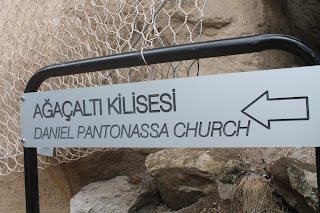 AĞAÇALTI KİLİSESİ
DANIEL PANTONASSA CHURCH